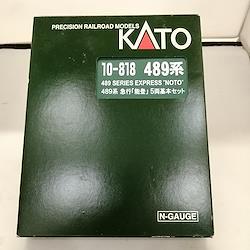 PRECISION RAILROAD MODELS
KATO
10-818 489系
489 SERIES EXPRESS "NOTO"
489系 急行「能登」 5両基本セット
N-GAUGE